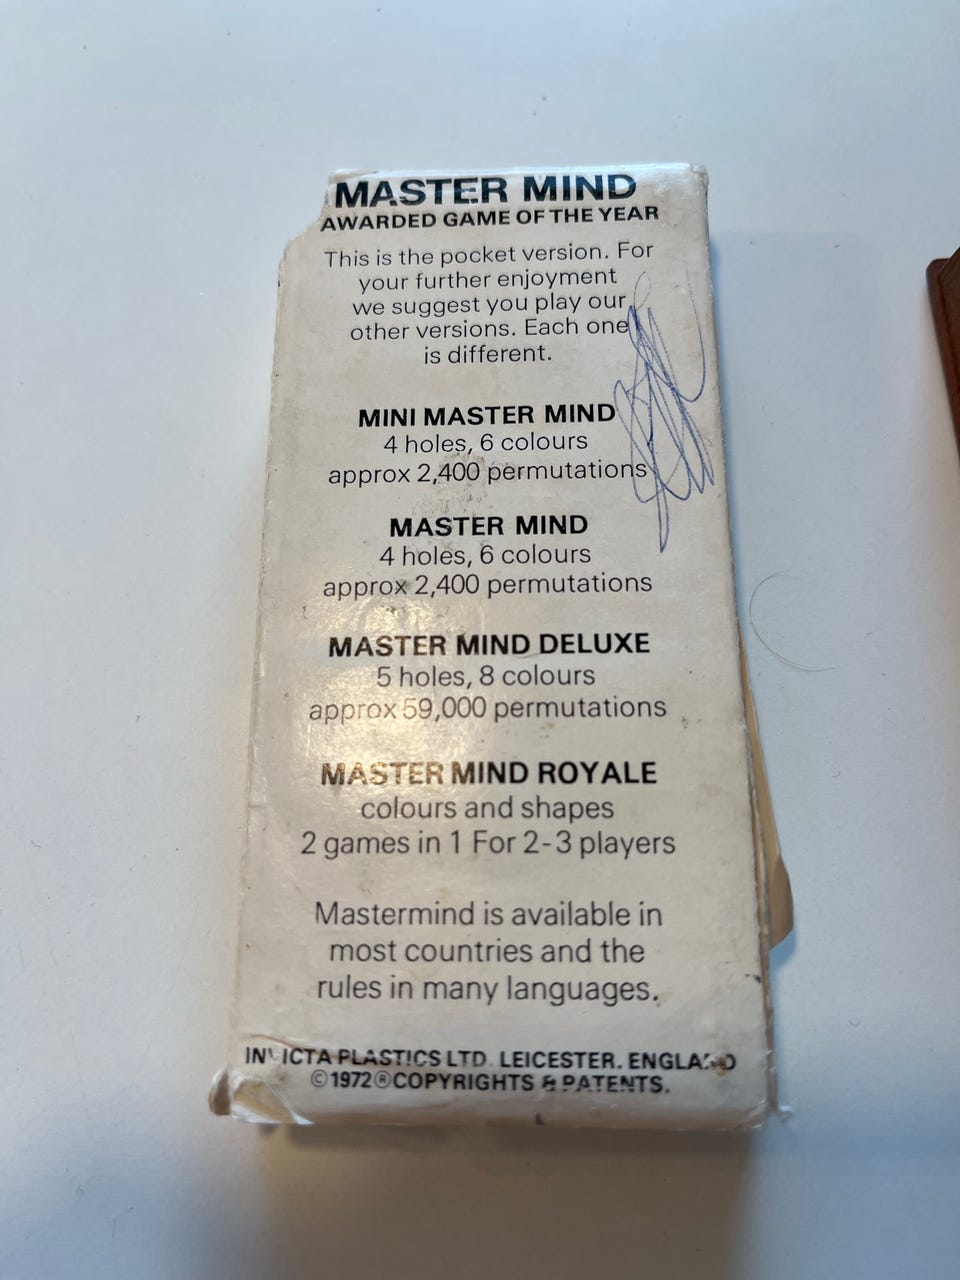 MASTER MIND
AWARDED GAME OF THE YEAR
This is the pocket version. For
your further enjoyment
we suggest you play our
other versions. Each one
is different.
MINI MASTER MIND
4 holes, 6 colours
approx 2,400 permutations
MASTER MIND
4 holes, 6 colours
approx 2,400 permutations
MASTER MIND DELUXE
5 holes, 8 colours
approx 59,000 permutations
MASTER MIND ROYALE
colours and shapes
2 games in 1 For 2-3 players
Mastermind is available in
most countries and the
rules in many languages.
INVICTA PLASTICS LTD. LEICESTER. ENGLAND
©1972®COPYRIGHTS & PATENTS.